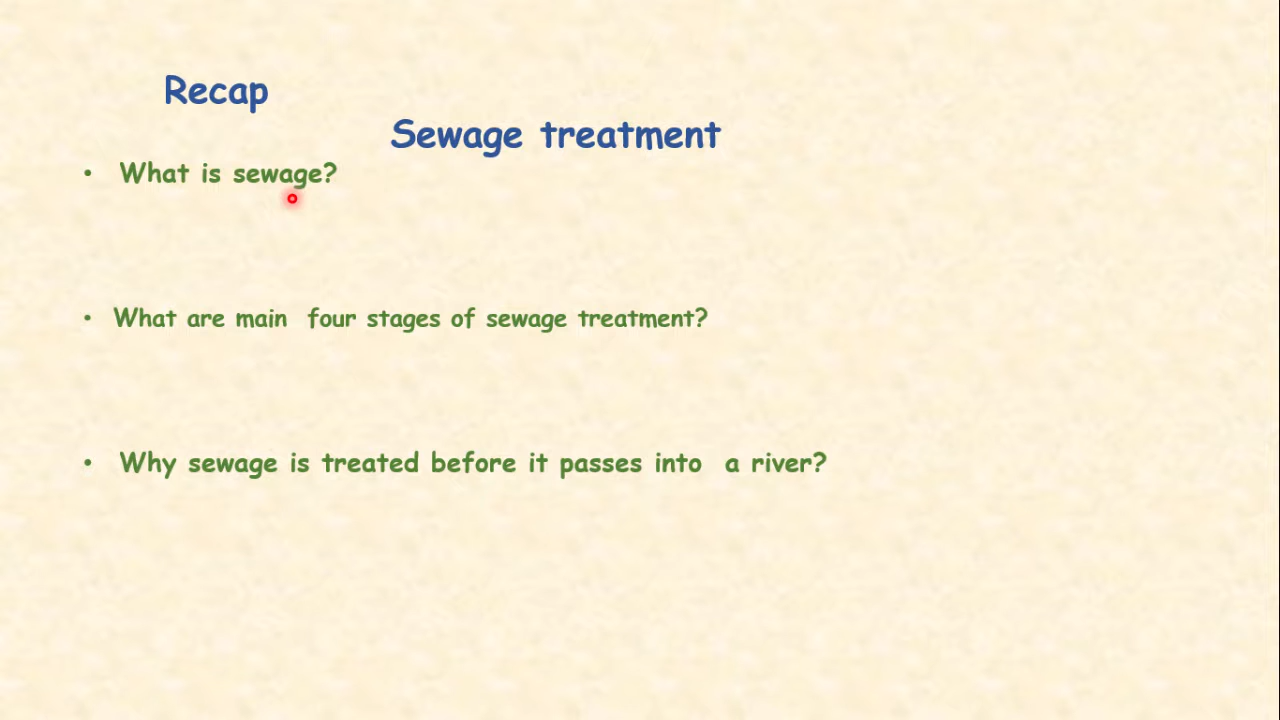 Recap
Sewage treatment
• What is sewage?
• What are main four stages of sewage treatment?
• Why sewage is treated before it passes into a river?